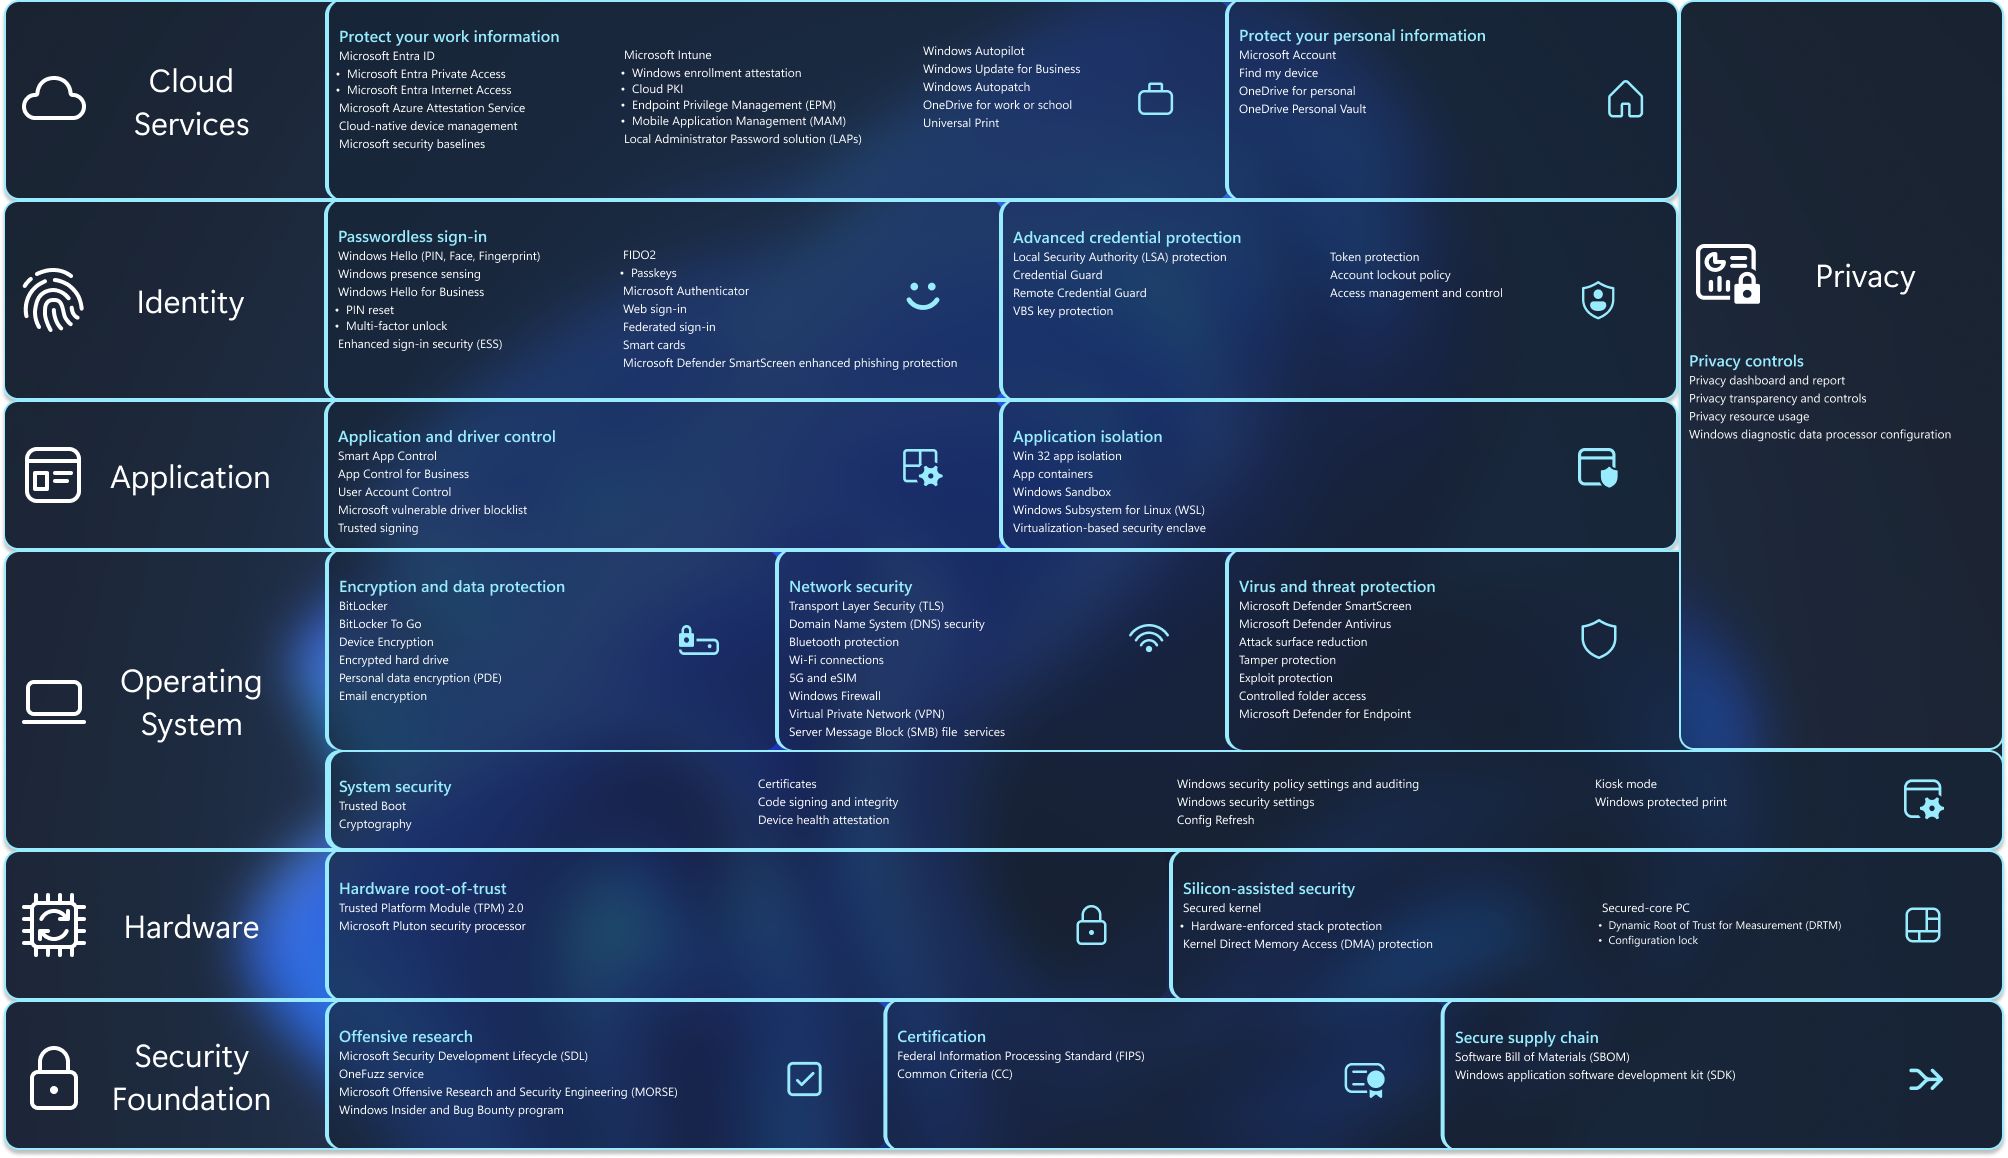 Cloud
Services
Protect your work information
Microsoft Entra ID
• Microsoft Entra Private Access
• Microsoft Entra Internet Access
Microsoft Azure Attestation Service
Cloud-native device management
Microsoft security baselines
Microsoft Intune
• Windows enrollment attestation
• Cloud PKI
• Endpoint Privilege Management (EPM)
• Mobile Application Management (MAM)
Local Administrator Password solution (LAPs)
Windows Autopilot
Windows Update for Business
Windows Autopatch
OneDrive for work or school
Universal Print
Protect your personal information
Microsoft Account
Find my device
OneDrive for personal
OneDrive Personal Vault
Identity
Passwordless sign-in
Windows Hello (PIN, Face, Fingerprint)
Windows presence sensing
Windows Hello for Business
• PIN reset
• Multi-factor unlock
Enhanced sign-in security (ESS)
FIDO2
• Passkeys
Microsoft Authenticator
Web sign-in
Federated sign-in
Smart cards
Microsoft Defender SmartScreen enhanced phishing protection
Advanced credential protection
Local Security Authority (LSA) protection
Credential Guard
Remote Credential Guard
VBS key protection
Token protection
Account lockout policy
Access management and control
Privacy
Privacy controls
Privacy dashboard and report
Privacy transparency and controls
Privacy resource usage
Windows diagnostic data processor configuration
Application
Application and driver control
Smart App Control
App Control for Business
User Account Control
Microsoft vulnerable driver blocklist
Trusted signing
Application isolation
Win 32 app isolation
App containers
Windows Sandbox
Windows Subsystem for Linux (WSL)
Virtualization-based security enclave
Operating
System
Encryption and data protection
BitLocker
BitLocker To Go
Device Encryption
Encrypted hard drive
Personal data encryption (PDE)
Email encryption
Network security
Transport Layer Security (TLS)
Domain Name System (DNS) security
Bluetooth protection
Wi-Fi connections
5G and eSIM
Windows Firewall
Virtual Private Network (VPN)
Server Message Block (SMB) file services
Virus and threat protection
Microsoft Defender SmartScreen
Microsoft Defender Antivirus
Attack surface reduction
Tamper protection
Exploit protection
Controlled folder access
Microsoft Defender for Endpoint
System security
Trusted Boot
Cryptography
Certificates
Code signing and integrity
Device health attestation
Windows security policy settings and auditing
Windows security settings
Config Refresh
Kiosk mode
Windows protected print
Hardware
Hardware root-of-trust
Trusted Platform Module (TPM) 2.0
Microsoft Pluton security processor
Silicon-assisted security
Secured kernel
• Hardware-enforced stack protection
Kernel Direct Memory Access (DMA) protection
Secured-core PC
• Dynamic Root of Trust for Measurement (DRTM)
• Configuration lock
Security
Foundation
Offensive research
Microsoft Security Development Lifecycle (SDL)
OneFuzz service
Microsoft Offensive Research and Security Engineering (MORSE)
Windows Insider and Bug Bounty program
Certification
Federal Information Processing Standard (FIPS)
Common Criteria (CC)
Secure supply chain
Software Bill of Materials (SBOM)
Windows application software development kit (SDK)